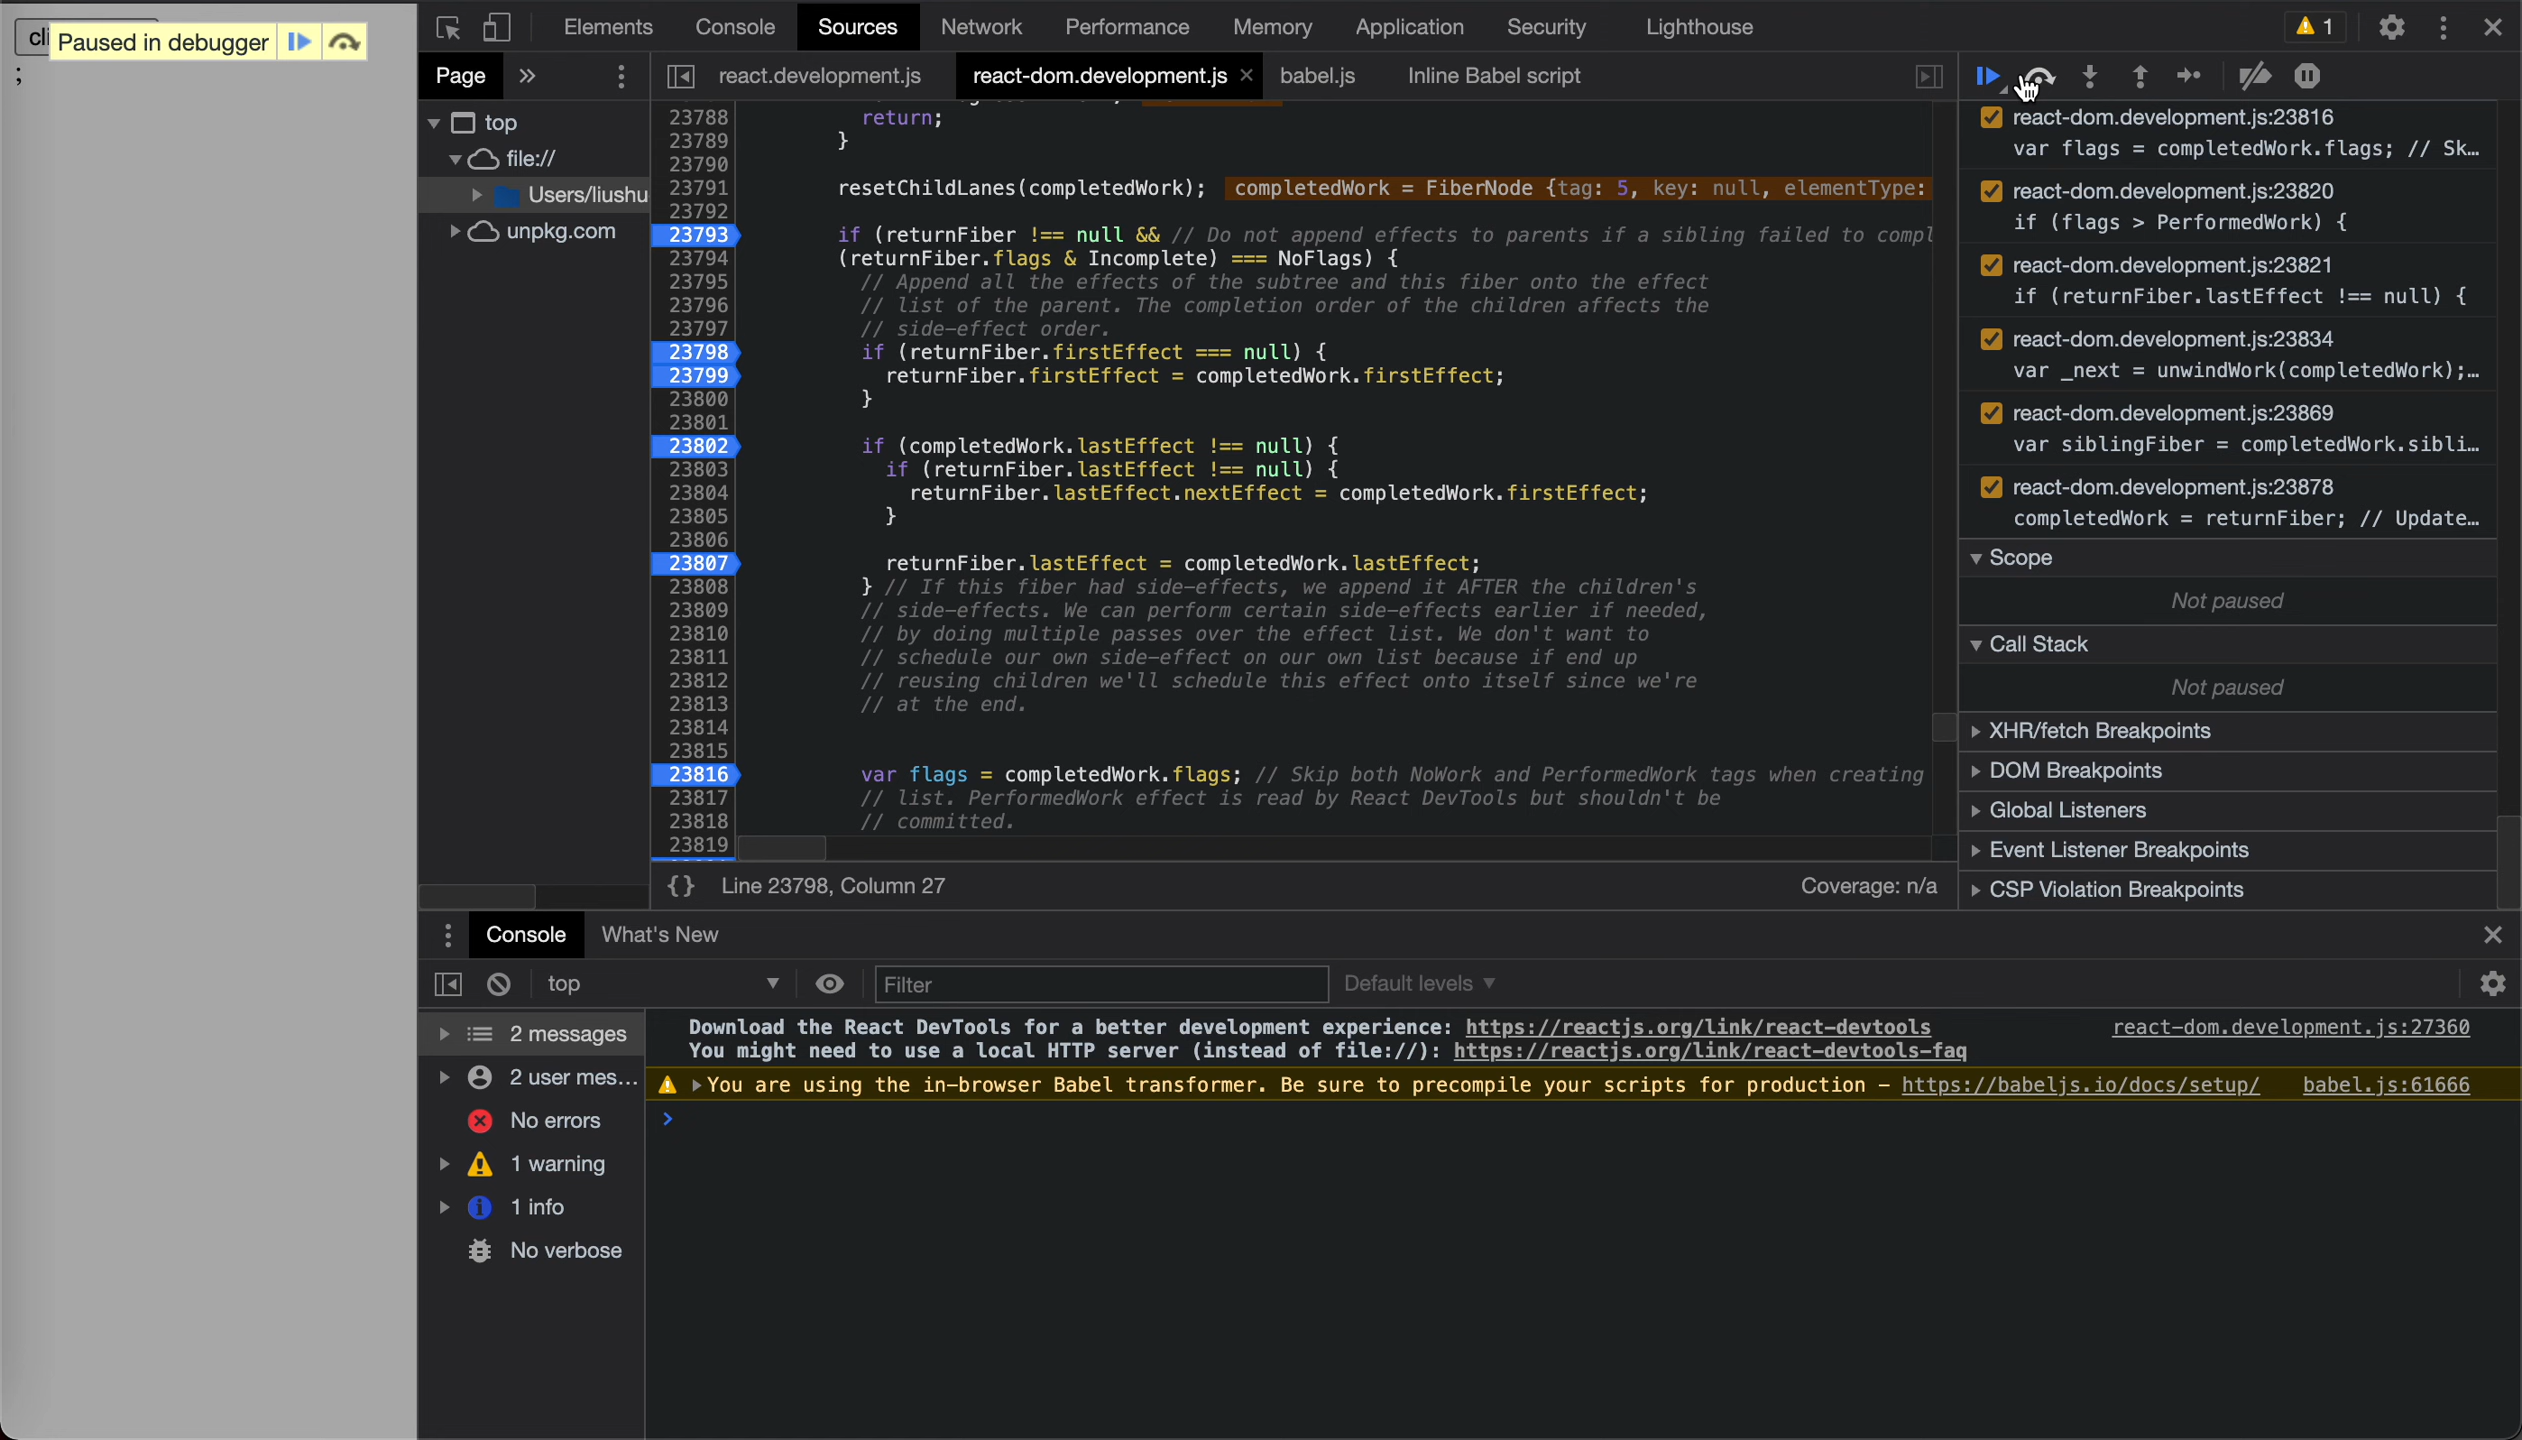 cli
Paused in debugger
;
Elements Console Sources Network Performance Memory Application Security Lighthouse 1
Page
react.development.js react-dom.development.js babel.js Inline Babel script
top
file://
Users/liushu
unpkg.com
23788 return;
23789 }
23790
23791 resetChildLanes(completedWork); completedWork = FiberNode {tag: 5, key: null, elementType:
23792
23793 if (returnFiber !== null && // Do not append effects to parents if a sibling failed to compl
23794 (returnFiber.flags & Incomplete) === NoFlags) {
23795 // Append all the effects of the subtree and this fiber onto the effect
23796 // list of the parent. The completion order of the children affects the
23797 // side-effect order.
23798 if (returnFiber.firstEffect === null) {
23799 returnFiber.firstEffect = completedWork.firstEffect;
23800 }
23801
23802 if (completedWork.lastEffect !== null) {
23803 if (returnFiber.lastEffect !== null) {
23804 returnFiber.lastEffect.nextEffect = completedWork.firstEffect;
23805 }
23806
23807 returnFiber.lastEffect = completedWork.lastEffect;
23808 } // If this fiber had side-effects, we append it AFTER the children's
23809 // side-effects. We can perform certain side-effects earlier if needed,
23810 // by doing multiple passes over the effect list. We don't want to
23811 // schedule our own side-effect on our own list because if end up
23812 // reusing children we'll schedule this effect onto itself since we're
23813 // at the end.
23814
23815
23816 var flags = completedWork.flags; // Skip both NoWork and PerformedWork tags when creating
23817 // list. PerformedWork effect is read by React DevTools but shouldn't be
23818 // committed.
23819
{} Line 23798, Column 27 Coverage: n/a
react-dom.development.js:23816
var flags = completedWork.flags; // Sk…
react-dom.development.js:23820
if (flags > PerformedWork) {
react-dom.development.js:23821
if (returnFiber.lastEffect !== null) {
react-dom.development.js:23834
var _next = unwindWork(completedWork);…
react-dom.development.js:23869
var siblingFiber = completedWork.sibli…
react-dom.development.js:23878
completedWork = returnFiber; // Update…
Scope
Not paused
Call Stack
Not paused
XHR/fetch Breakpoints
DOM Breakpoints
Global Listeners
Event Listener Breakpoints
CSP Violation Breakpoints
Console What's New
top Filter Default levels
2 messages
2 user mes…
No errors
1 warning
1 info
No verbose
Download the React DevTools for a better development experience: https://reactjs.org/link/react-devtools react-dom.development.js:27360
You might need to use a local HTTP server (instead of file://): https://reactjs.org/link/react-devtools-faq
You are using the in-browser Babel transformer. Be sure to precompile your scripts for production – https://babeljs.io/docs/setup/ babel.js:61666